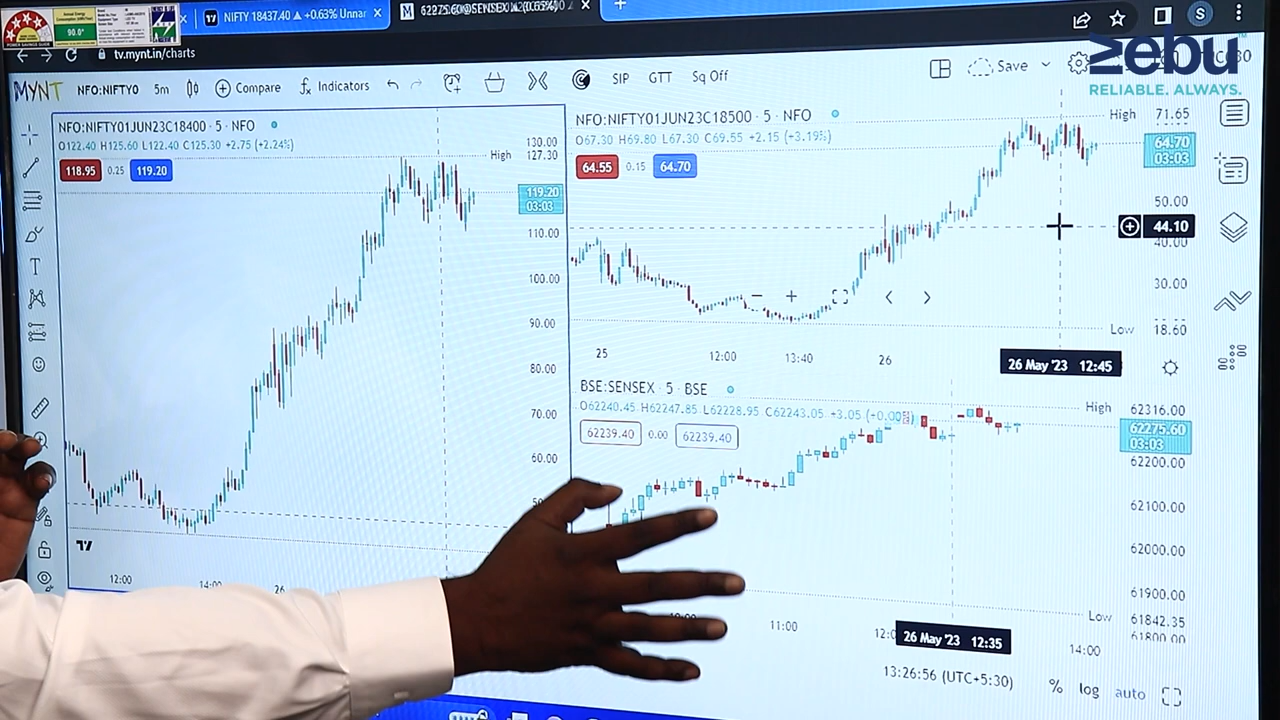 NIFTY 18457.40 ▲ +0.63% Unnar
90.0*
tv.mynt.in/charts
S
zebu
RELIABLE. ALWAYS.
MYNT
NFO:NIFTY0
5m
Compare
Indicators
SIP
GTT
Sq Off
Save
NFO:NIFTY01JUN23C18400 · 5 · NFO
O122.40 H125.60 L122.40 C125.30 +2.75 (+2.24%)
118.95
0.25
119.20
High
130.00
127.30
119.20
03:03
110.00
100.00
90.00
80.00
70.00
60.00
12:00
14:00
26
NFO:NIFTY01JUN23C18500 · 5 · NFO
O67.30 H69.80 L67.30 C69.55 +2.15 (+3.19%)
64.55
0.15
64.70
High
71.65
64.70
03:03
50.00
44.10
40.00
30.00
Low
18.60
25
12:00
13:40
26
26 May '23 12:45
BSE:SENSEX · 5 · BSE
O62240.45 H62247.85 L62228.95 C62243.05 +3.05
62239.40
0.00
62239.40
High
62316.00
62275.60
03:03
62200.00
62100.00
62000.00
61900.00
Low
61842.35
61800.00
11:00
26 May '23 12:35
14:00
13:26:56 (UTC+5:30)
%
log
auto